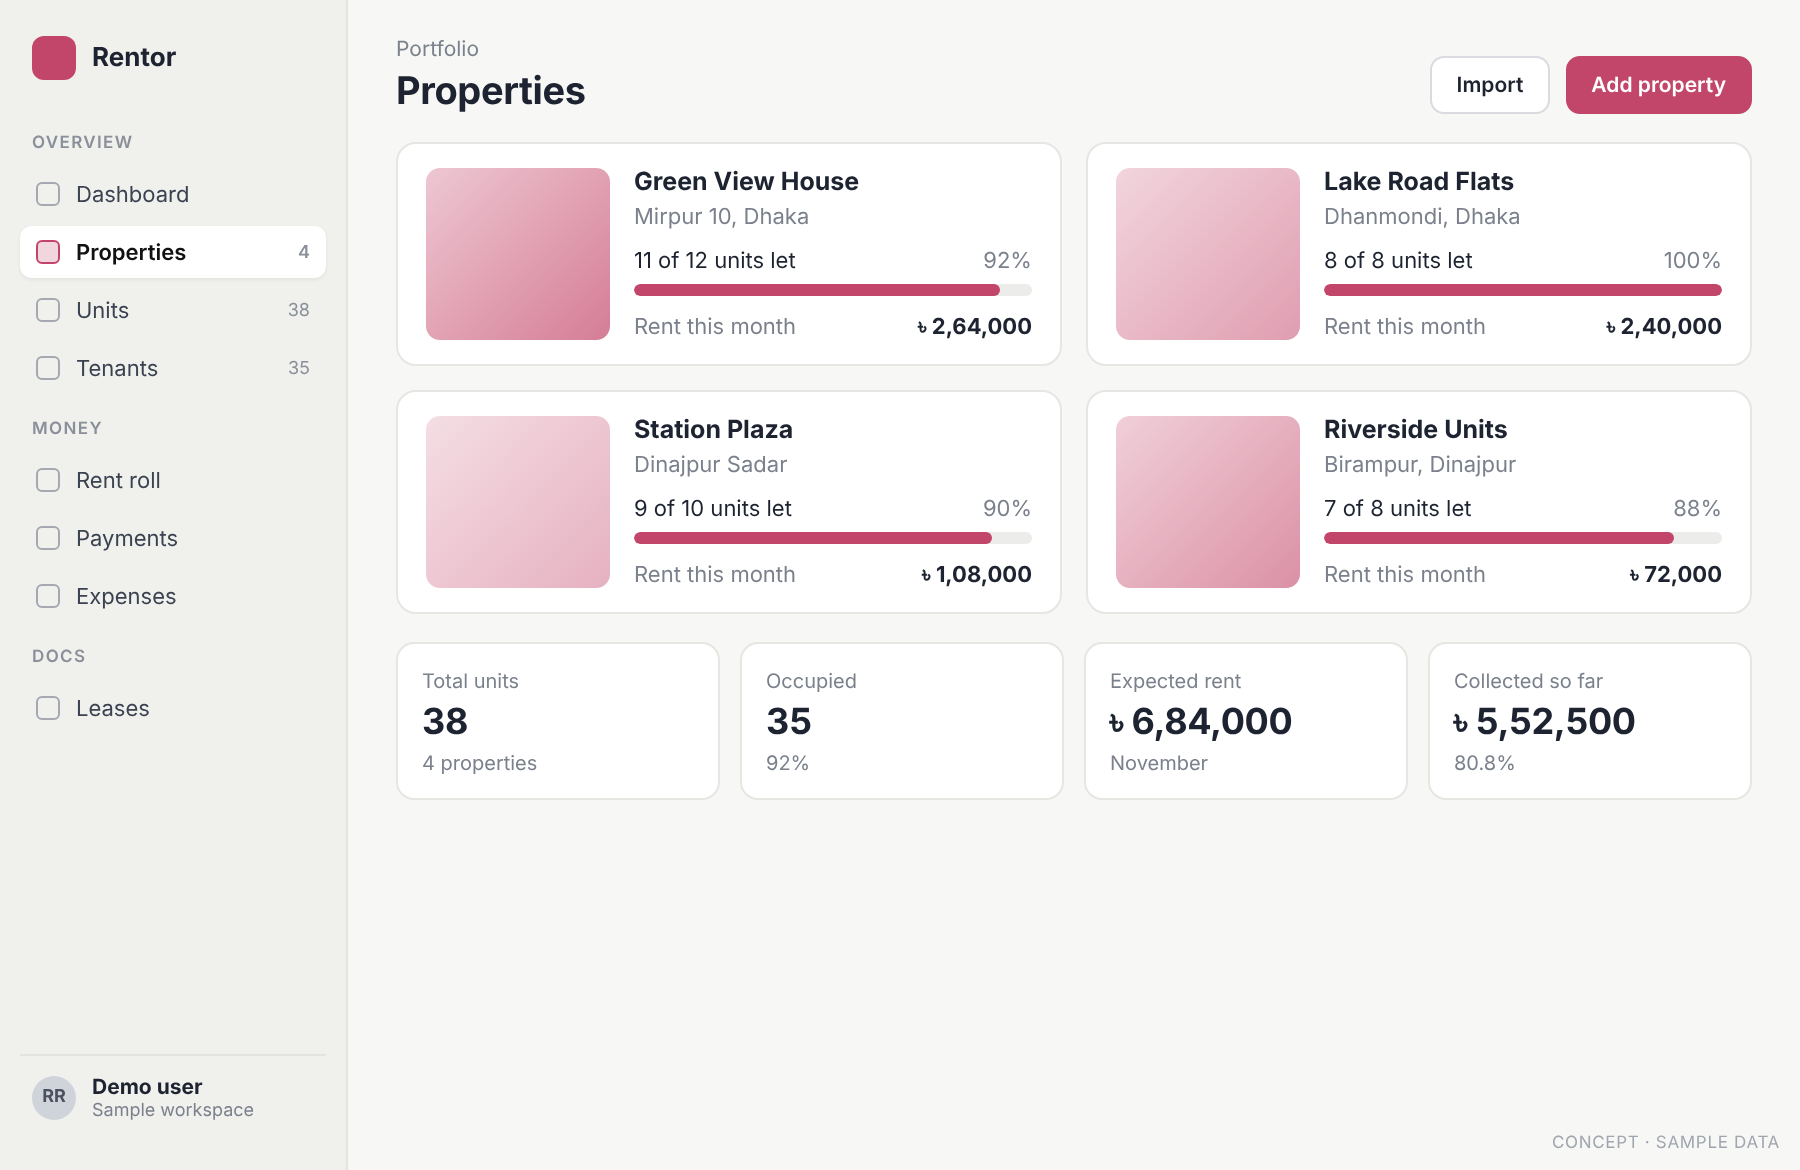 Rentor
OVERVIEW
Dashboard
Properties 4
Units 38
Tenants 35
MONEY
Rent roll
Payments
Expenses
DOCS
Leases
RR
Demo user
Sample workspace
Portfolio
Properties
Import
Add property
Green View House
Mirpur 10, Dhaka
11 of 12 units let 92%
Rent this month ৳ 2,64,000
Lake Road Flats
Dhanmondi, Dhaka
8 of 8 units let 100%
Rent this month ৳ 2,40,000
Station Plaza
Dinajpur Sadar
9 of 10 units let 90%
Rent this month ৳ 1,08,000
Riverside Units
Birampur, Dinajpur
7 of 8 units let 88%
Rent this month ৳ 72,000
Total units
38
4 properties
Occupied
35
92%
Expected rent
৳ 6,84,000
November
Collected so far
৳ 5,52,500
80.8%
CONCEPT · SAMPLE DATA